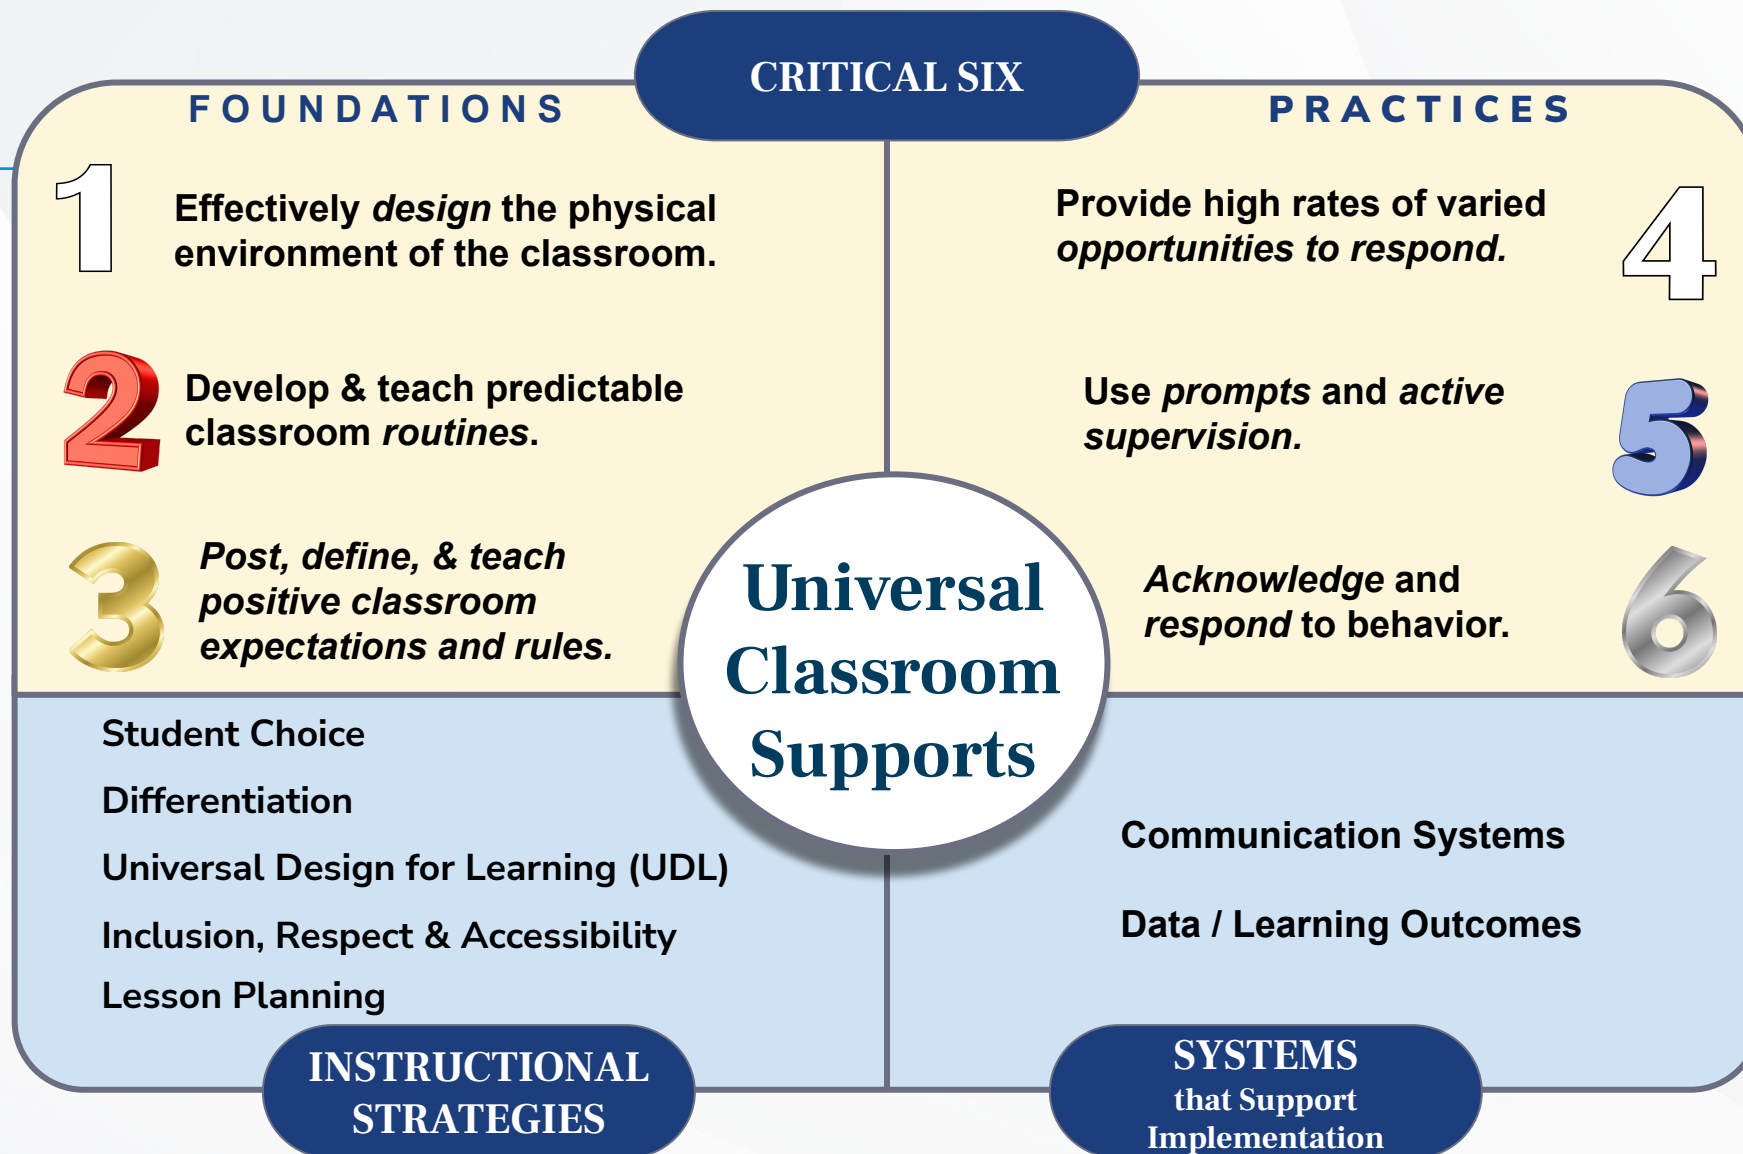 CRITICAL SIX
FOUNDATIONS
1
Effectively design the physical
environment of the classroom.
2
Develop & teach predictable
classroom routines.
3
Post, define, & teach
positive classroom
expectations and rules.
PRACTICES
Provide high rates of varied
opportunities to respond.
4
Use prompts and active
supervision.
5
Acknowledge and
respond to behavior.
6
Universal
Classroom
Supports
Student Choice
Differentiation
Universal Design for Learning (UDL)
Inclusion, Respect & Accessibility
Lesson Planning
INSTRUCTIONAL
STRATEGIES
Communication Systems
Data / Learning Outcomes
SYSTEMS
that Support
Implementation